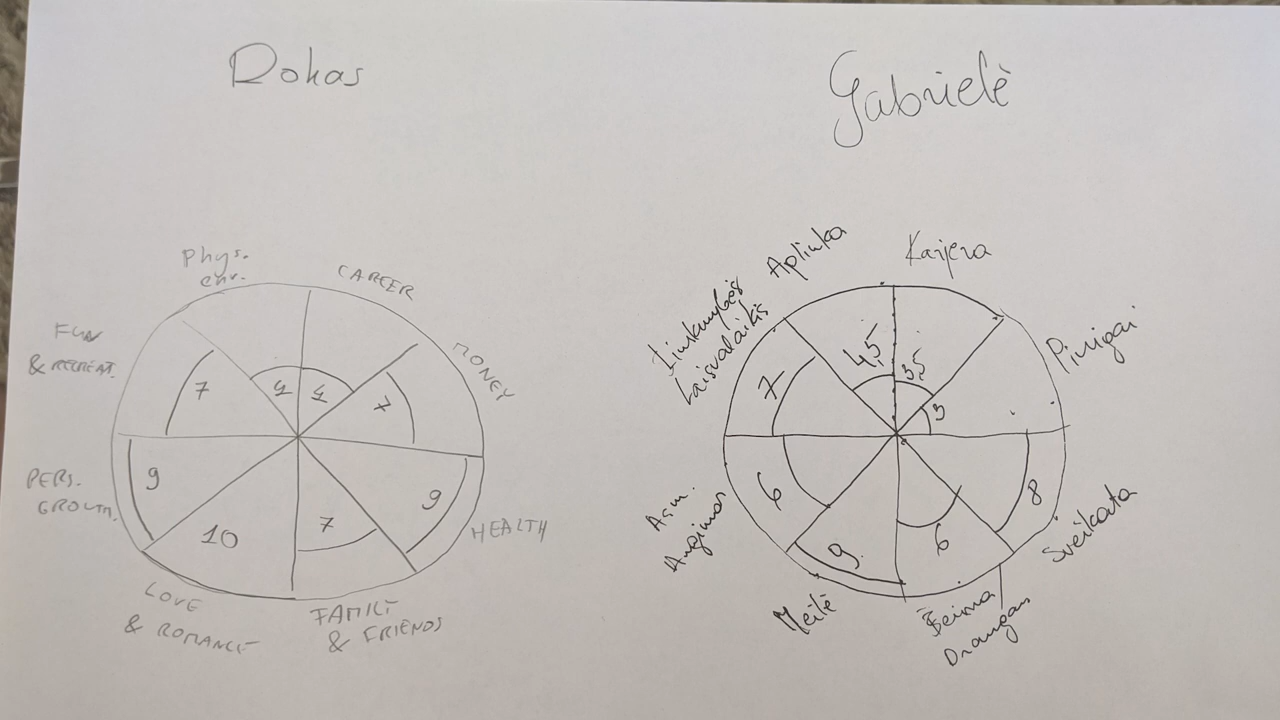 Rokas
Phys.
env.
CAREER
FUN
& RECREAT.
MONEY
7
4
4
7
PERS.
GROWTH.
9
10
7
9
HEALTH
LOVE
& ROMANCE
FAMILY
& FRIENDS
Gabrielė
Aplinka
Karjera
Linksmybės
Laisvalaikis
Pinigai
7
4,5
3,5
3
Asm.
Augimas
6
9
6
8
Sveikata
Meilė
Šeima
Draugai